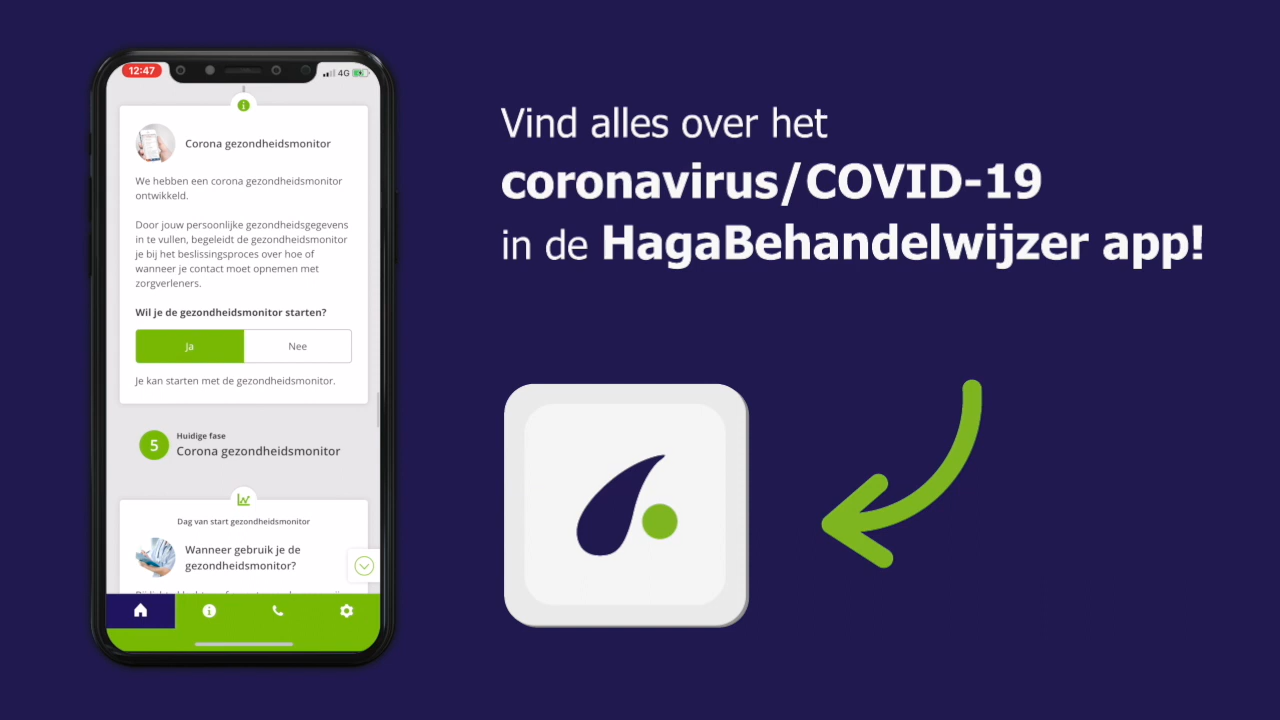 12:47
4G
Corona gezondheidsmonitor
We hebben een corona gezondheidsmonitor
ontwikkeld.
Door jouw persoonlijke gezondheidsgegevens
in te vullen, begeleidt de gezondheidsmonitor
je bij het beslissingsproces over hoe of
wanneer je contact moet opnemen met
zorgverleners.
Wil je de gezondheidsmonitor starten?
Ja Nee
Je kan starten met de gezondheidsmonitor.
5
Huidige fase
Corona gezondheidsmonitor
Dag van start gezondheidsmonitor
Wanneer gebruik je de
gezondheidsmonitor?
Vind alles over het
coronavirus/COVID-19
in de HagaBehandelwijzer app!